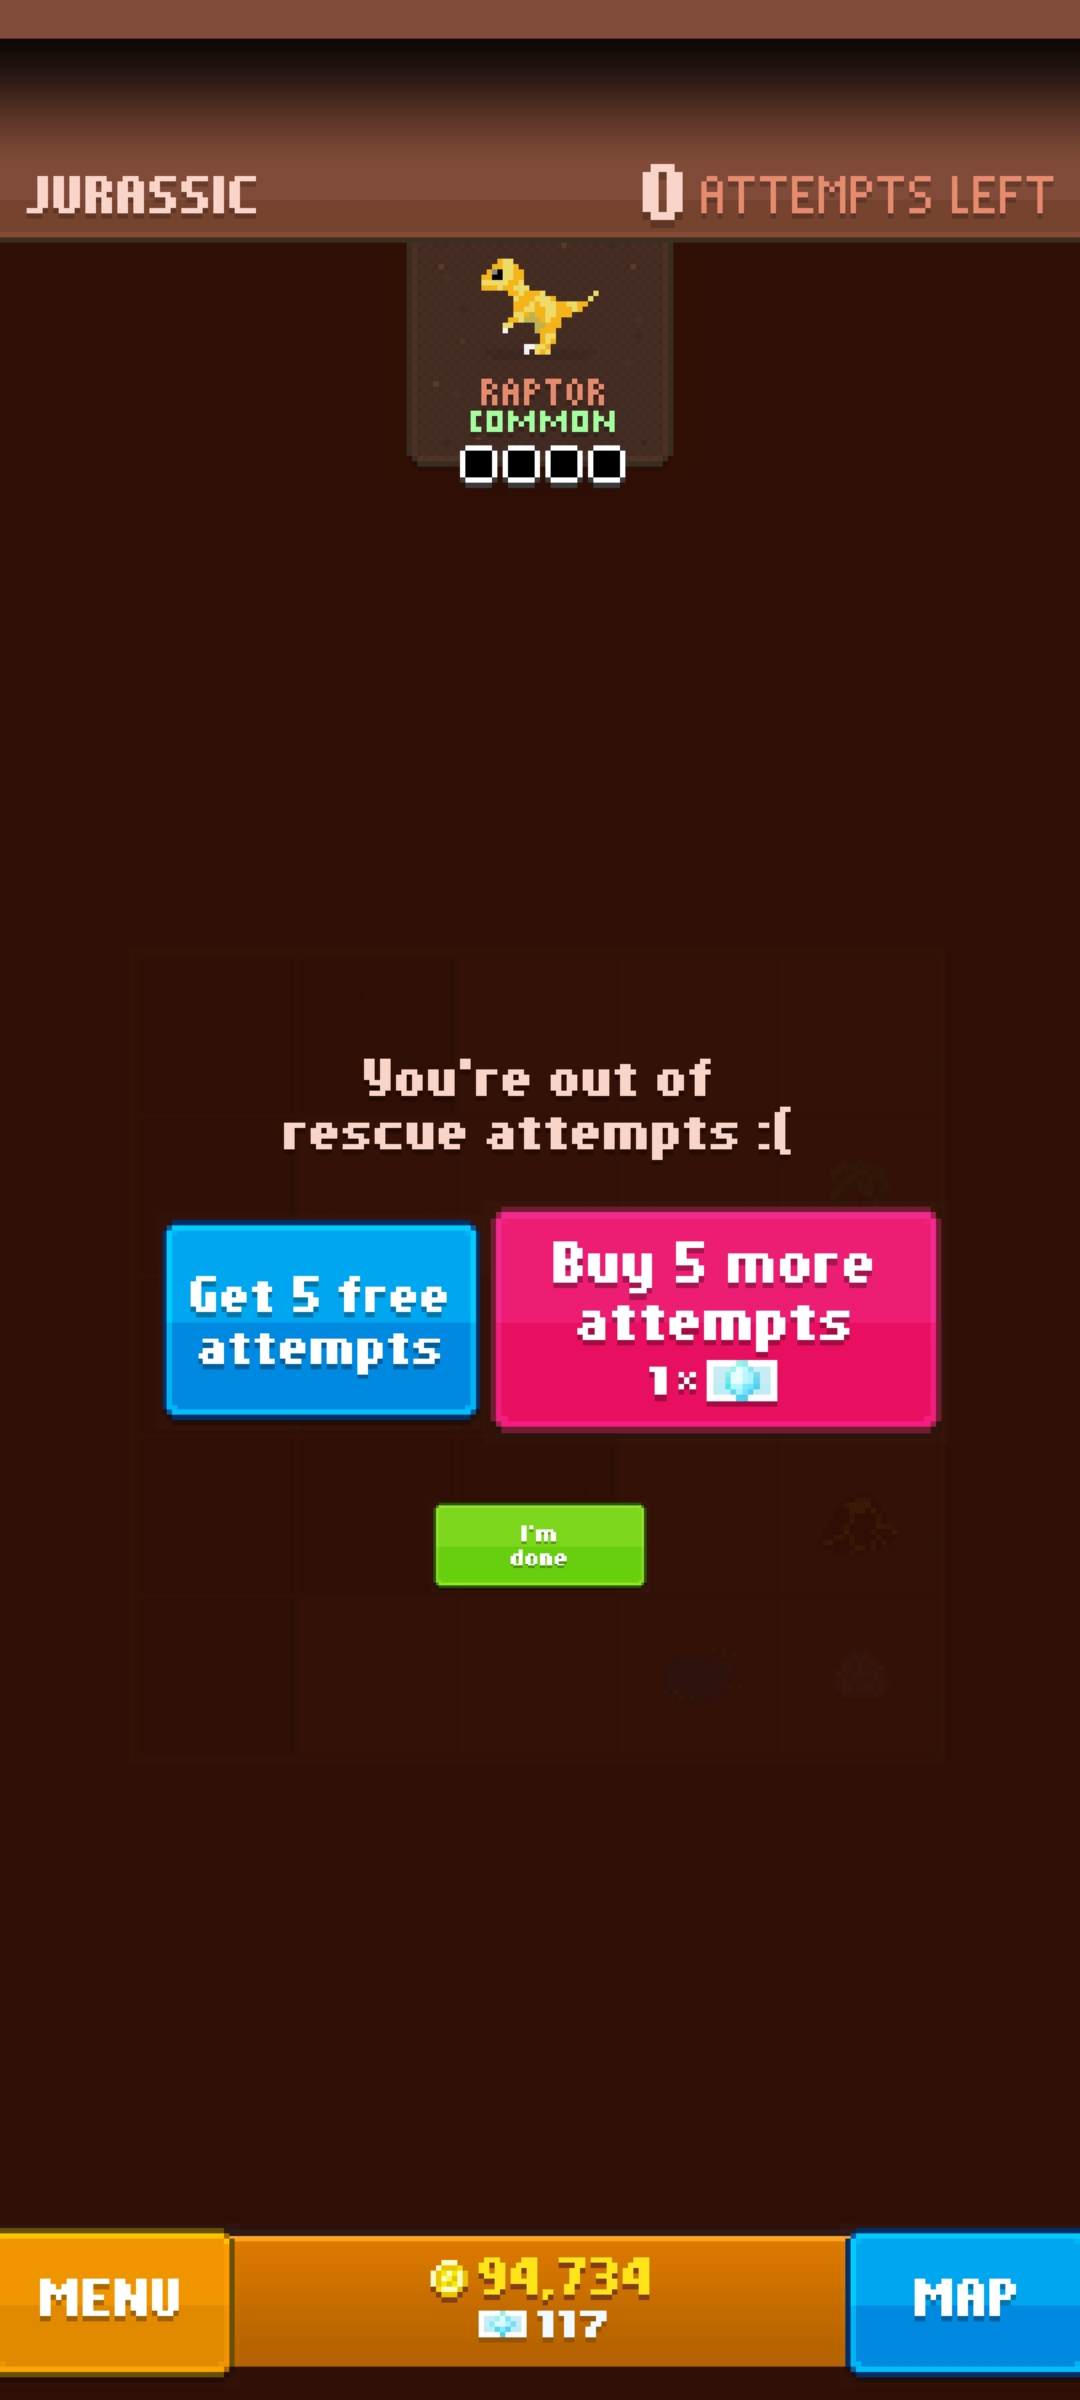 JURASSIC
0 ATTEMPTS LEFT
RAPTOR
COMMON
You're out of
rescue attempts :(
Get 5 free
attempts
Buy 5 more
attempts
1×
I'm
done
MENU
94,734
117
MAP